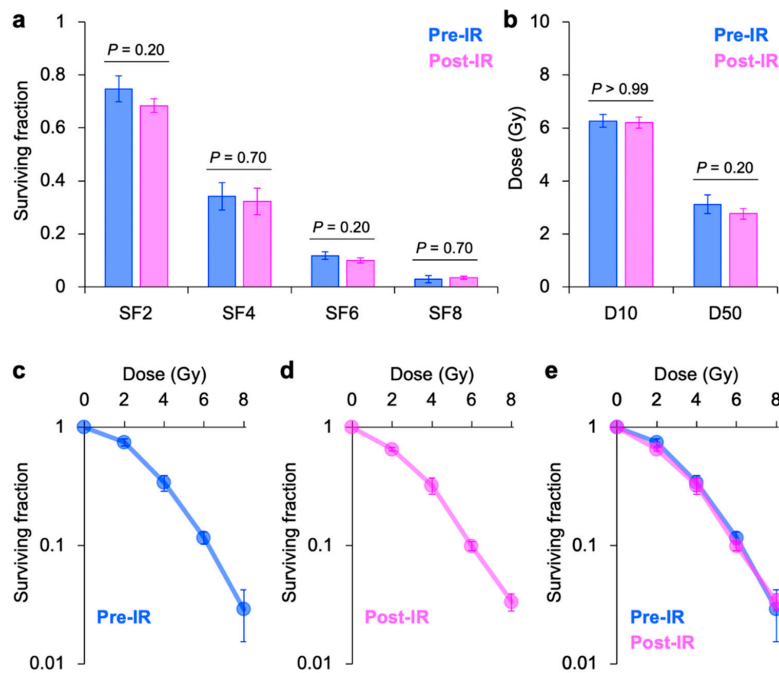 a
Surviving fraction
1
0.8
0.6
0.4
0.2
0
Pre-IR
Post-IR
P = 0.20
P = 0.70
P = 0.20
P = 0.70
SF2 SF4 SF6 SF8
b
Dose (Gy)
10
8
6
4
2
0
Pre-IR
Post-IR
P > 0.99
P = 0.20
D10 D50
c
Dose (Gy)
0 2 4 6 8
Surviving fraction
1
0.1
0.01
Pre-IR
d
Dose (Gy)
0 2 4 6 8
Surviving fraction
1
0.1
0.01
Post-IR
e
Dose (Gy)
0 2 4 6 8
Surviving fraction
1
0.1
0.01
Pre-IR
Post-IR